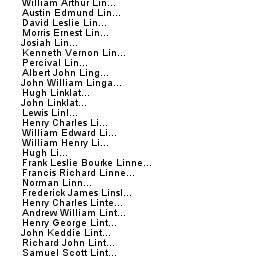 William Arthur Lin...
Austin Edmund Lin...
David Leslie Lin...
Morris Ernest Lin...
Josiah Lin...
Kenneth Vernon Lin...
Percival Lin...
Albert John Ling...
John William Linga...
Hugh Linklat...
John Linklat...
Lewis Linl...
Henry Charles Li...
William Edward Li...
William Henry Li...
Hugh Li...
Frank Leslie Bourke Linne...
Francis Richard Linne...
Norman Linn...
Frederick James Linsl...
Henry Charles Linte...
Andrew William Lint...
Henry George Lint...
John Keddie Lint...
Richard John Lint...
Samuel Scott Lint...